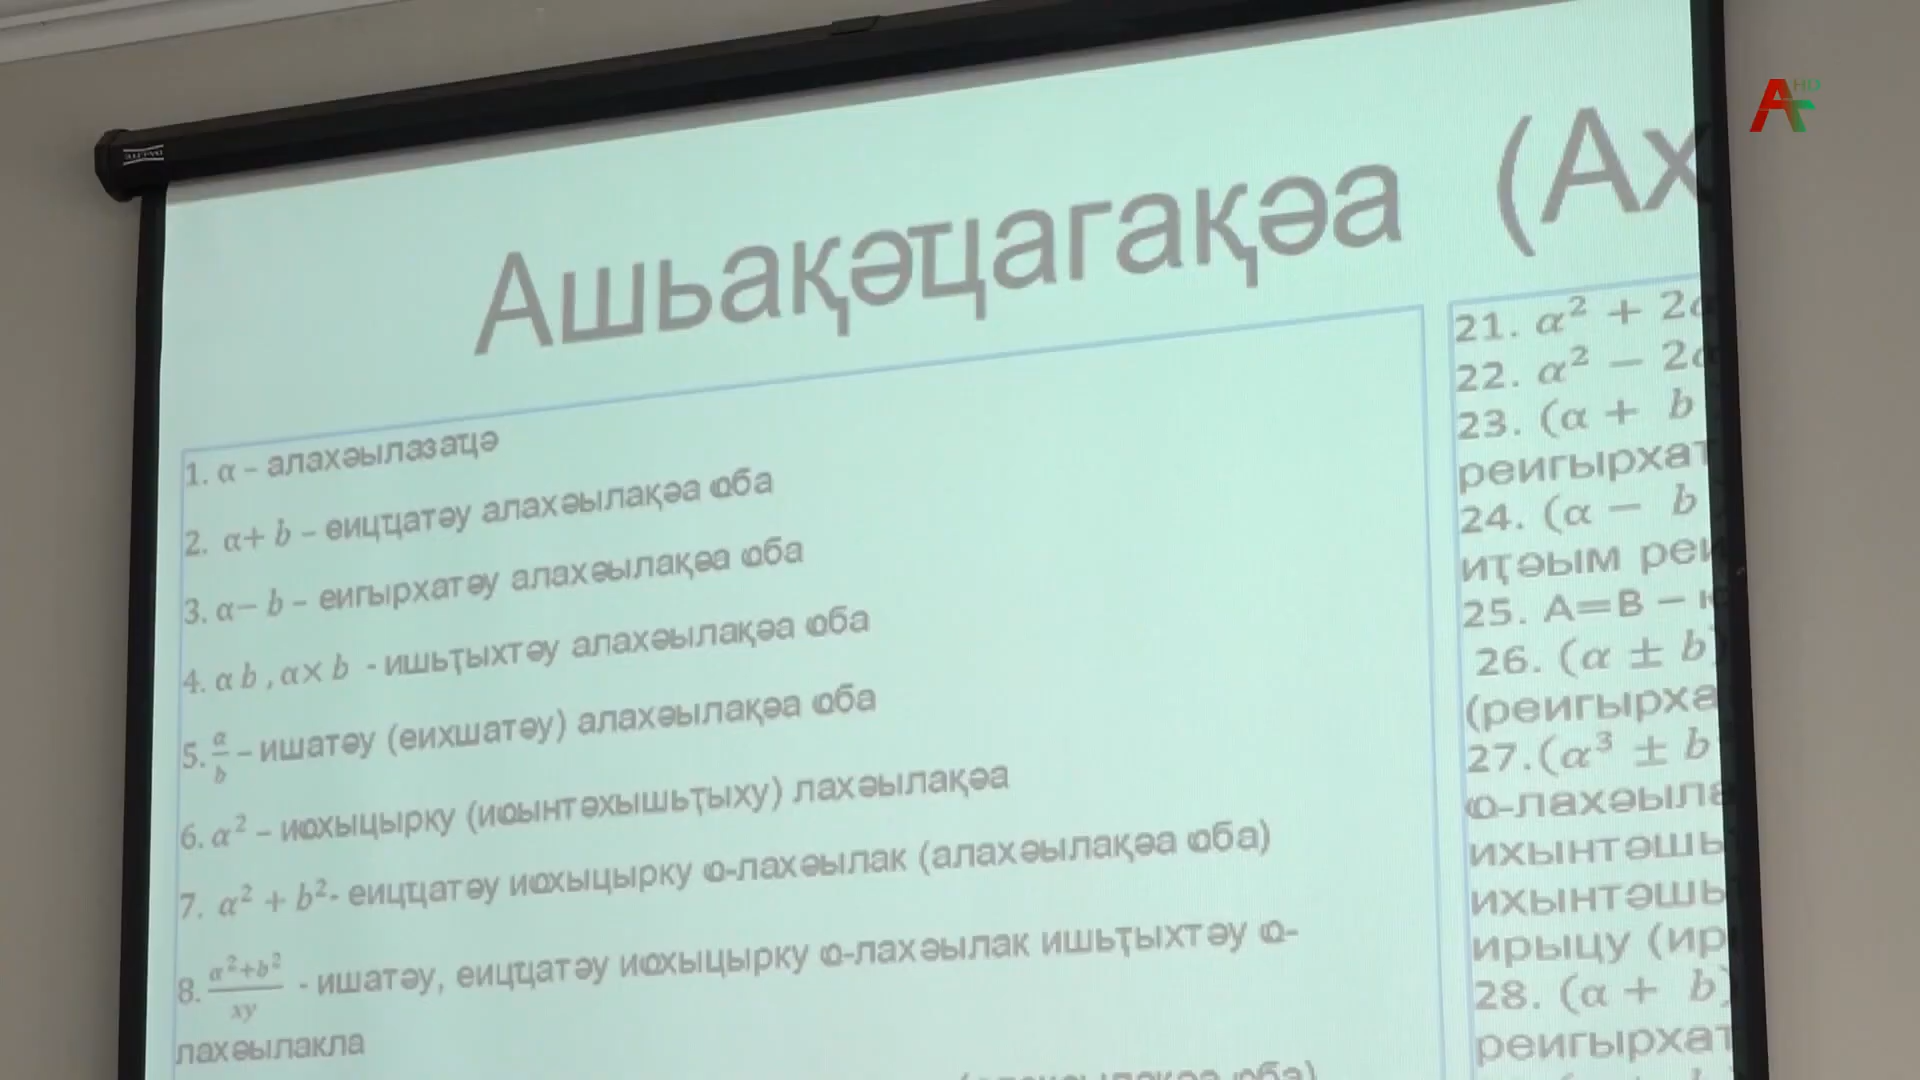 HD
AT
Ашьақәҵагақәа (Ах
1. α – алахәылазаҵә
2. α+ b – еицҵатәу алахәылақәа ҩба
3. α− b – еигырхатәу алахәылақәа ҩба
4. α b , α× b - ишьҭыхтәу алахәылақәа ҩба
5. α/b – ишатәу (еихшатәу) алахәылақәа ҩба
6. α² – иҩхыцырку (иҩынтәхышьҭыху) лахәылақәа
7. α² + b²- еицҵатәу иҩхыцырку ҩ-лахәылак (алахәылақәа ҩба)
8. α²+b²/xy - ишатәу, еицҵатәу иҩхыцырку ҩ-лахәылак ишьҭыхтәу ҩ-
лахәылакла
21. α² + 2
22. α² − 2
23. (α + b
реигырхат
24. (α − b
иҭәым реи
25. A=B –
26. (α ± b)
(реигырха
27.(α³ ± b
ҩ-лахәыла
ихынтәшь
ихынтәшь
ирыцу (ир
28. (α + b)
реигырхат